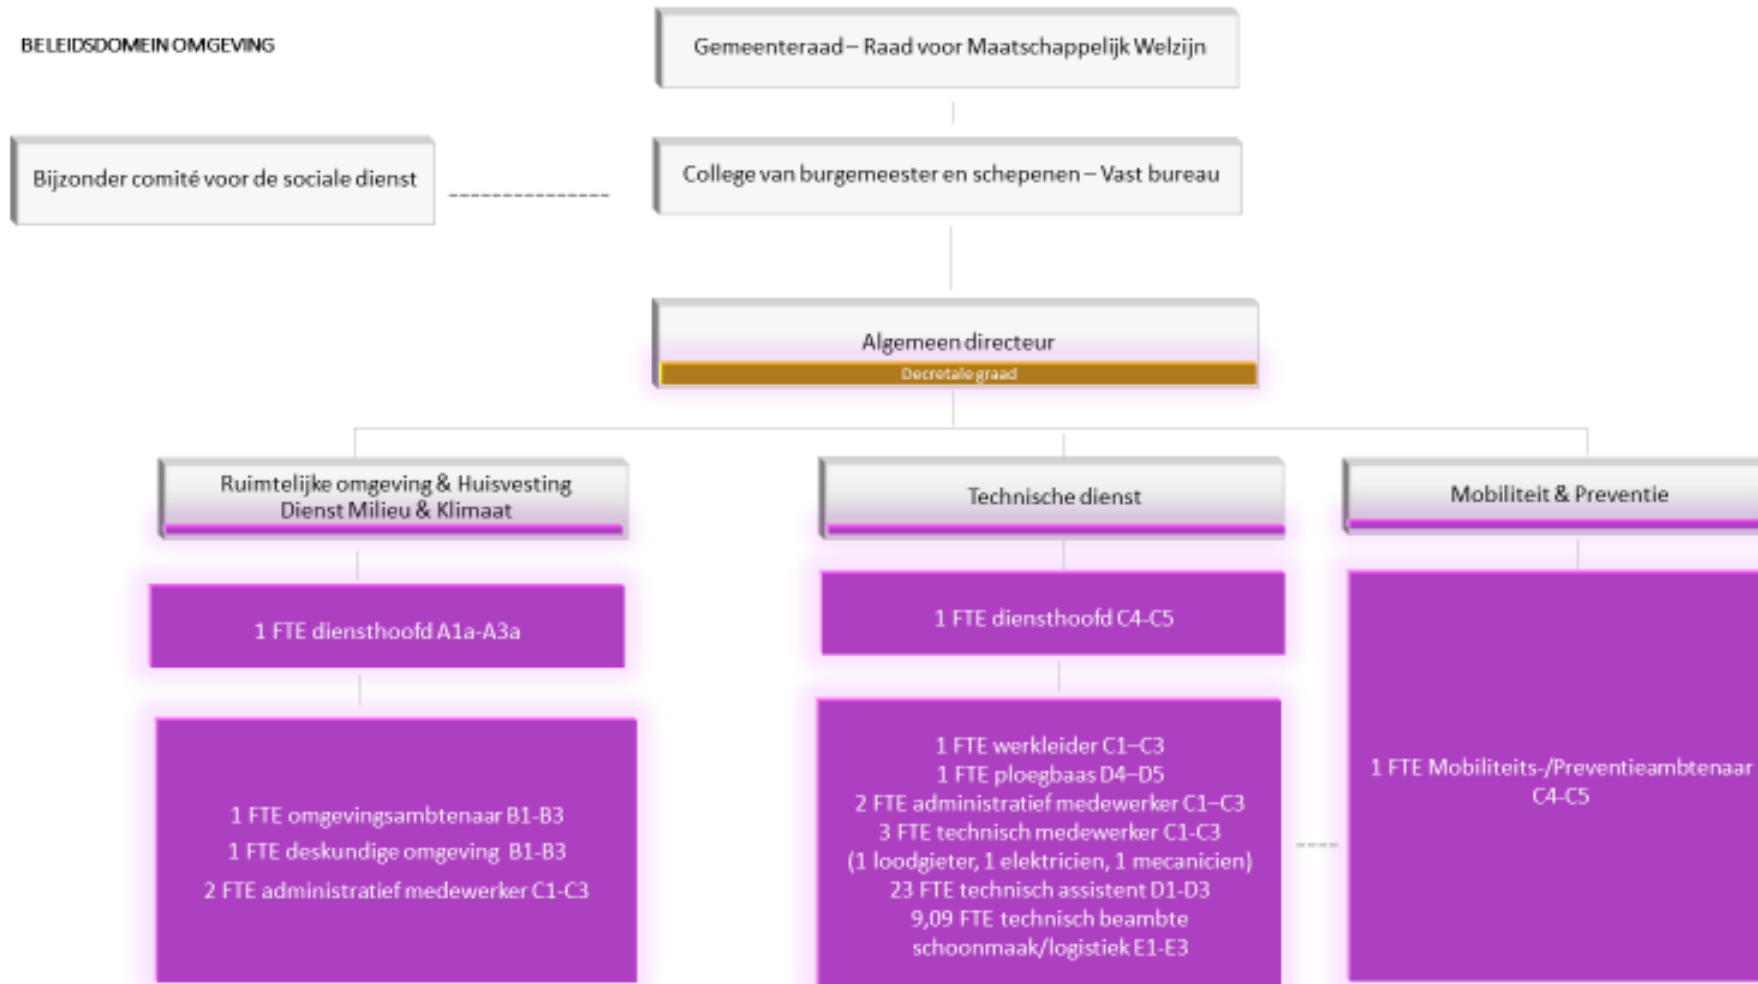 BELEIDSDOMEIN OMGEVING
Gemeenteraad – Raad voor Maatschappelijk Welzijn
Bijzonder comité voor de sociale dienst
College van burgemeester en schepenen – Vast bureau
Algemeen directeur
Decretale graad
Ruimtelijke omgeving & Huisvesting
Dienst Milieu & Klimaat
1 FTE diensthoofd A1a-A3a
1 FTE omgevingsambtenaar B1-B3
1 FTE deskundige omgeving B1-B3
2 FTE administratief medewerker C1-C3
Technische dienst
1 FTE diensthoofd C4-C5
1 FTE werkleider C1–C3
1 FTE ploegbaas D4–D5
2 FTE administratief medewerker C1–C3
3 FTE technisch medewerker C1-C3
(1 loodgieter, 1 elektricien, 1 mecanicien)
23 FTE technisch assistent D1-D3
9,09 FTE technisch beambte
schoonmaak/logistiek E1-E3
Mobiliteit & Preventie
1 FTE Mobiliteits-/Preventieambtenaar
C4-C5